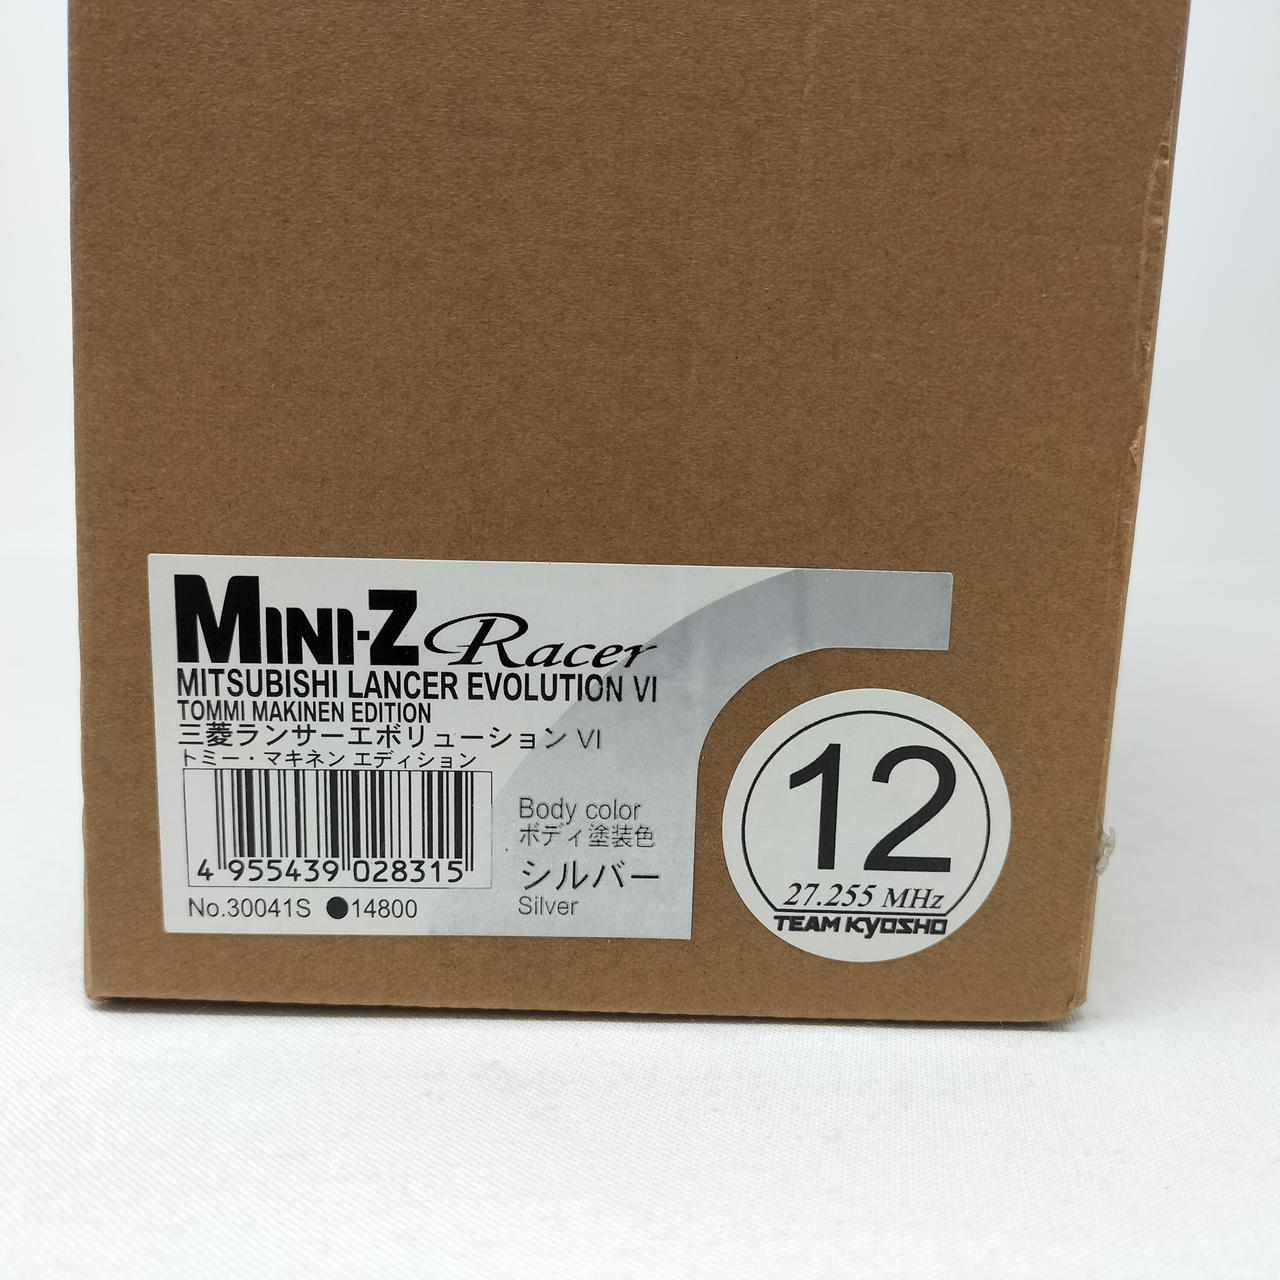 MINI-Z Racer
MITSUBISHI LANCER EVOLUTION VI
TOMMI MAKINEN EDITION
三菱ランサーエボリューション VI
トミー・マキネン エディション
4 955439 028315
No.30041S ●14800
Body color
ボディ塗装色
シルバー
Silver
12
27.255 MHz
TEAM KYOSHO